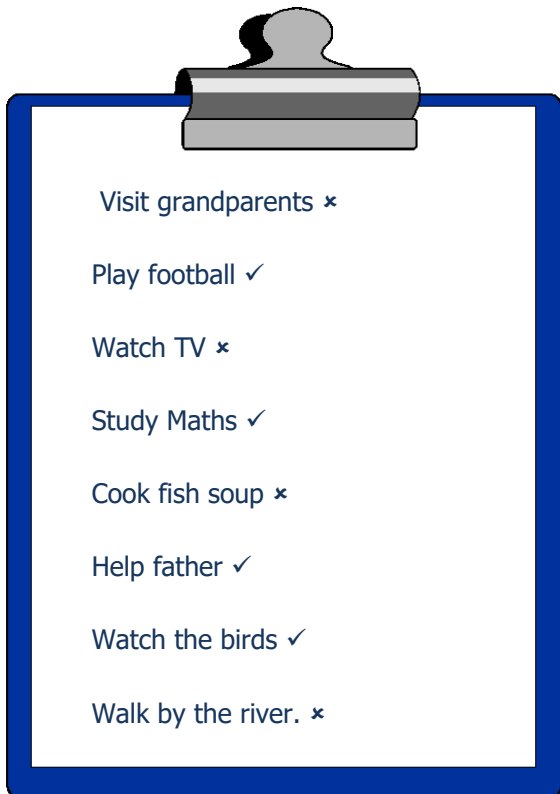 Visit grandparents ×
Play football ✓
Watch TV ×
Study Maths ✓
Cook fish soup ×
Help father ✓
Watch the birds ✓
Walk by the river. ×